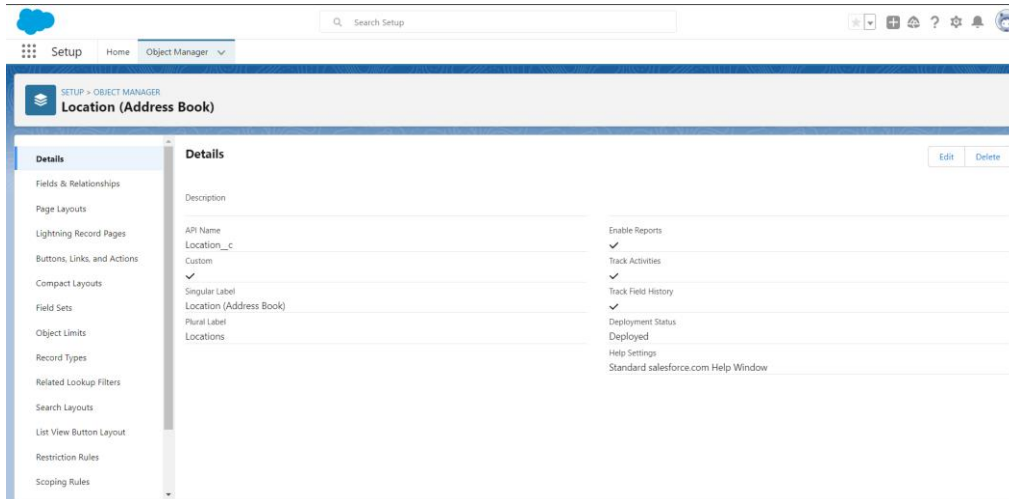 Search Setup
Setup Home Object Manager
SETUP > OBJECT MANAGER
Location (Address Book)
Details
Fields & Relationships
Page Layouts
Lightning Record Pages
Buttons, Links, and Actions
Compact Layouts
Field Sets
Object Limits
Record Types
Related Lookup Filters
Search Layouts
List View Button Layout
Restriction Rules
Scoping Rules
Details
Edit Delete
Description
API Name
Location__c
Custom
Singular Label
Location (Address Book)
Plural Label
Locations
Enable Reports
Track Activities
Track Field History
Deployment Status
Deployed
Help Settings
Standard salesforce.com Help Window